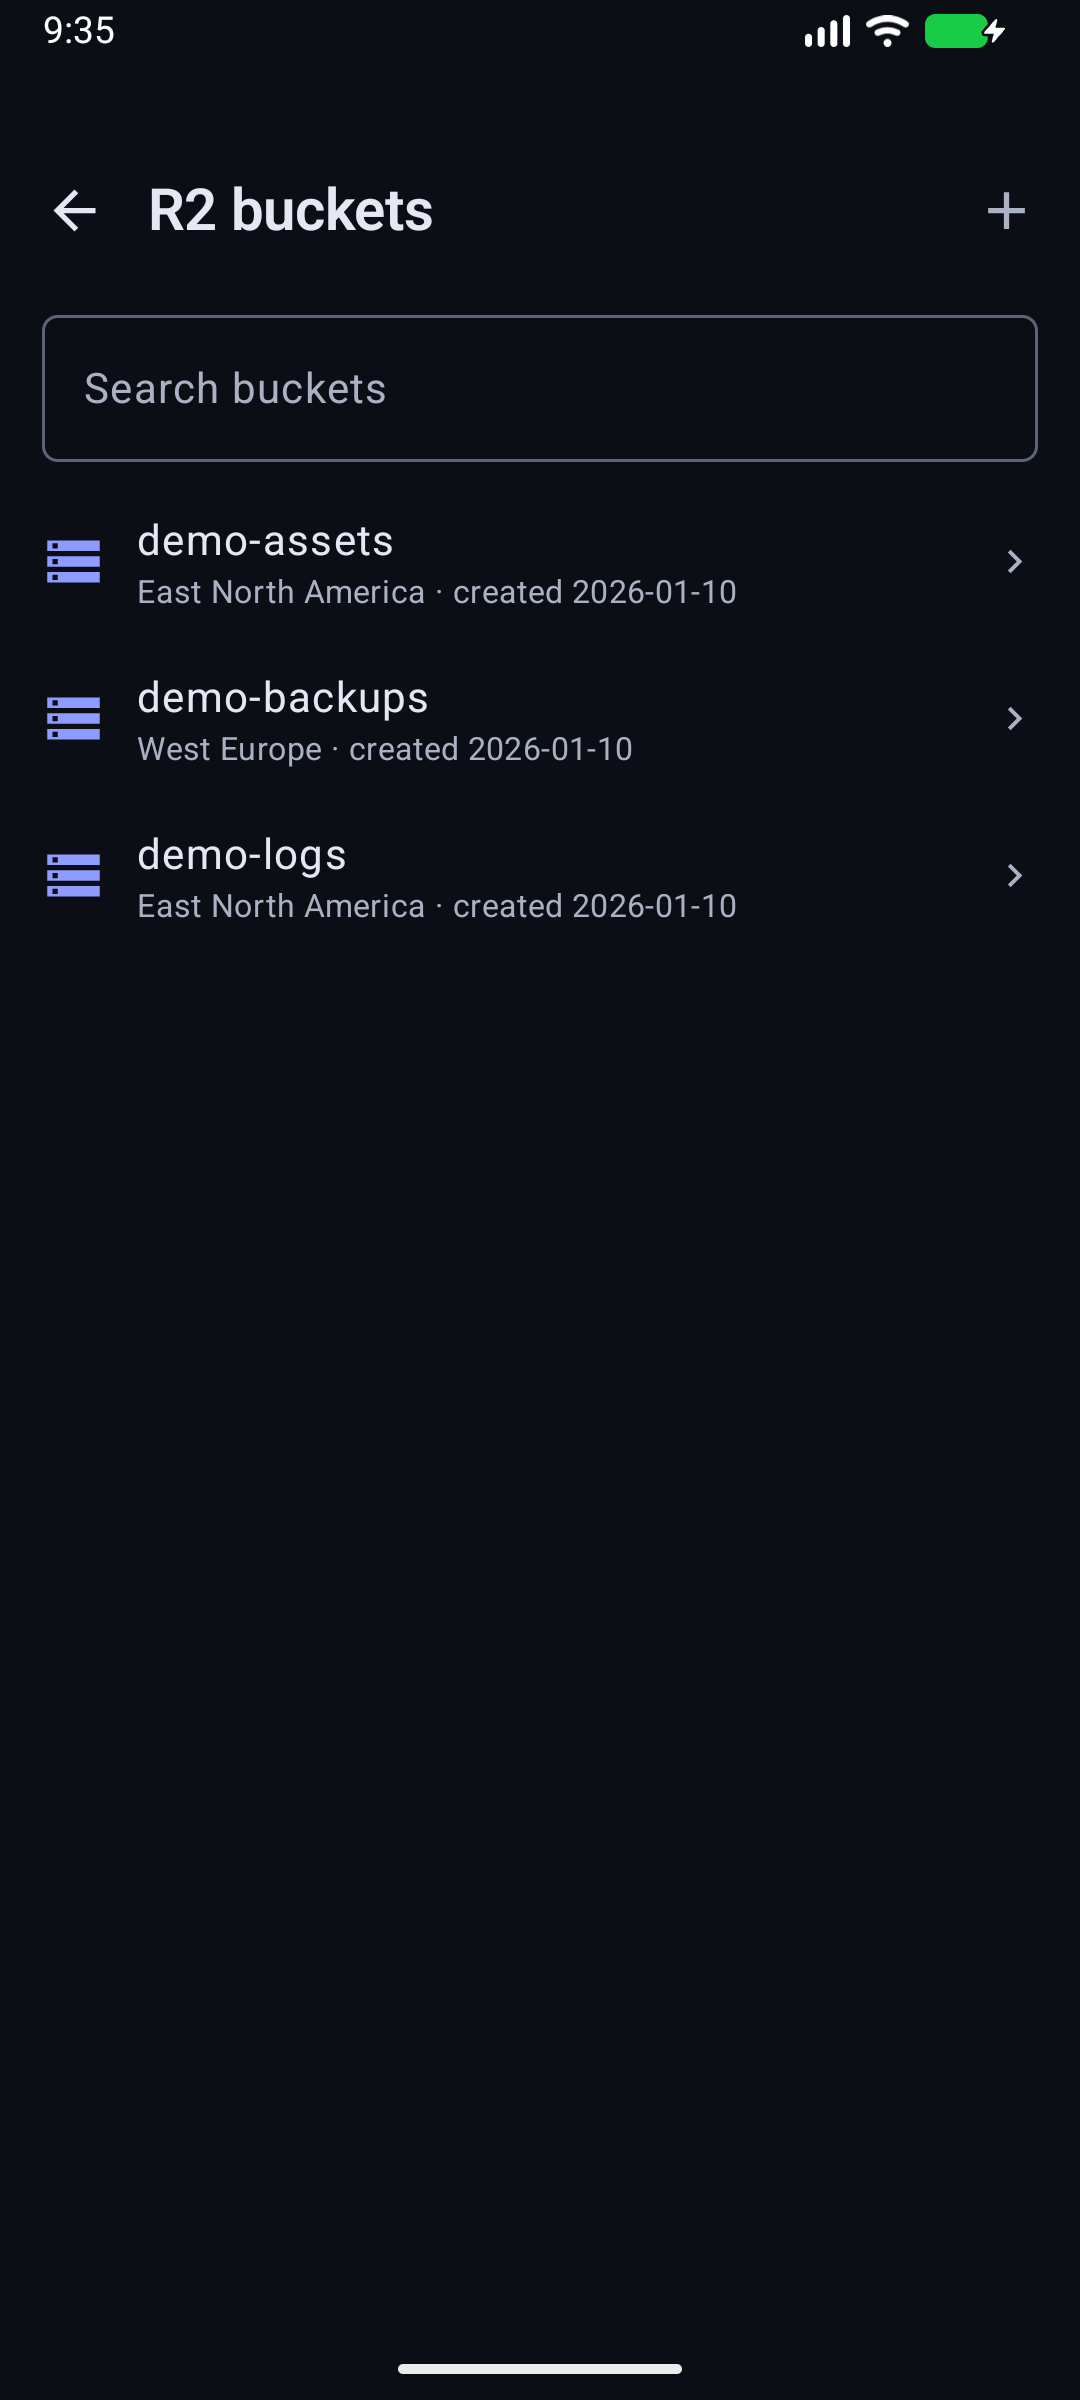 9:35
R2 buckets
Search buckets
demo-assets
East North America · created 2026-01-10
demo-backups
West Europe · created 2026-01-10
demo-logs
East North America · created 2026-01-10